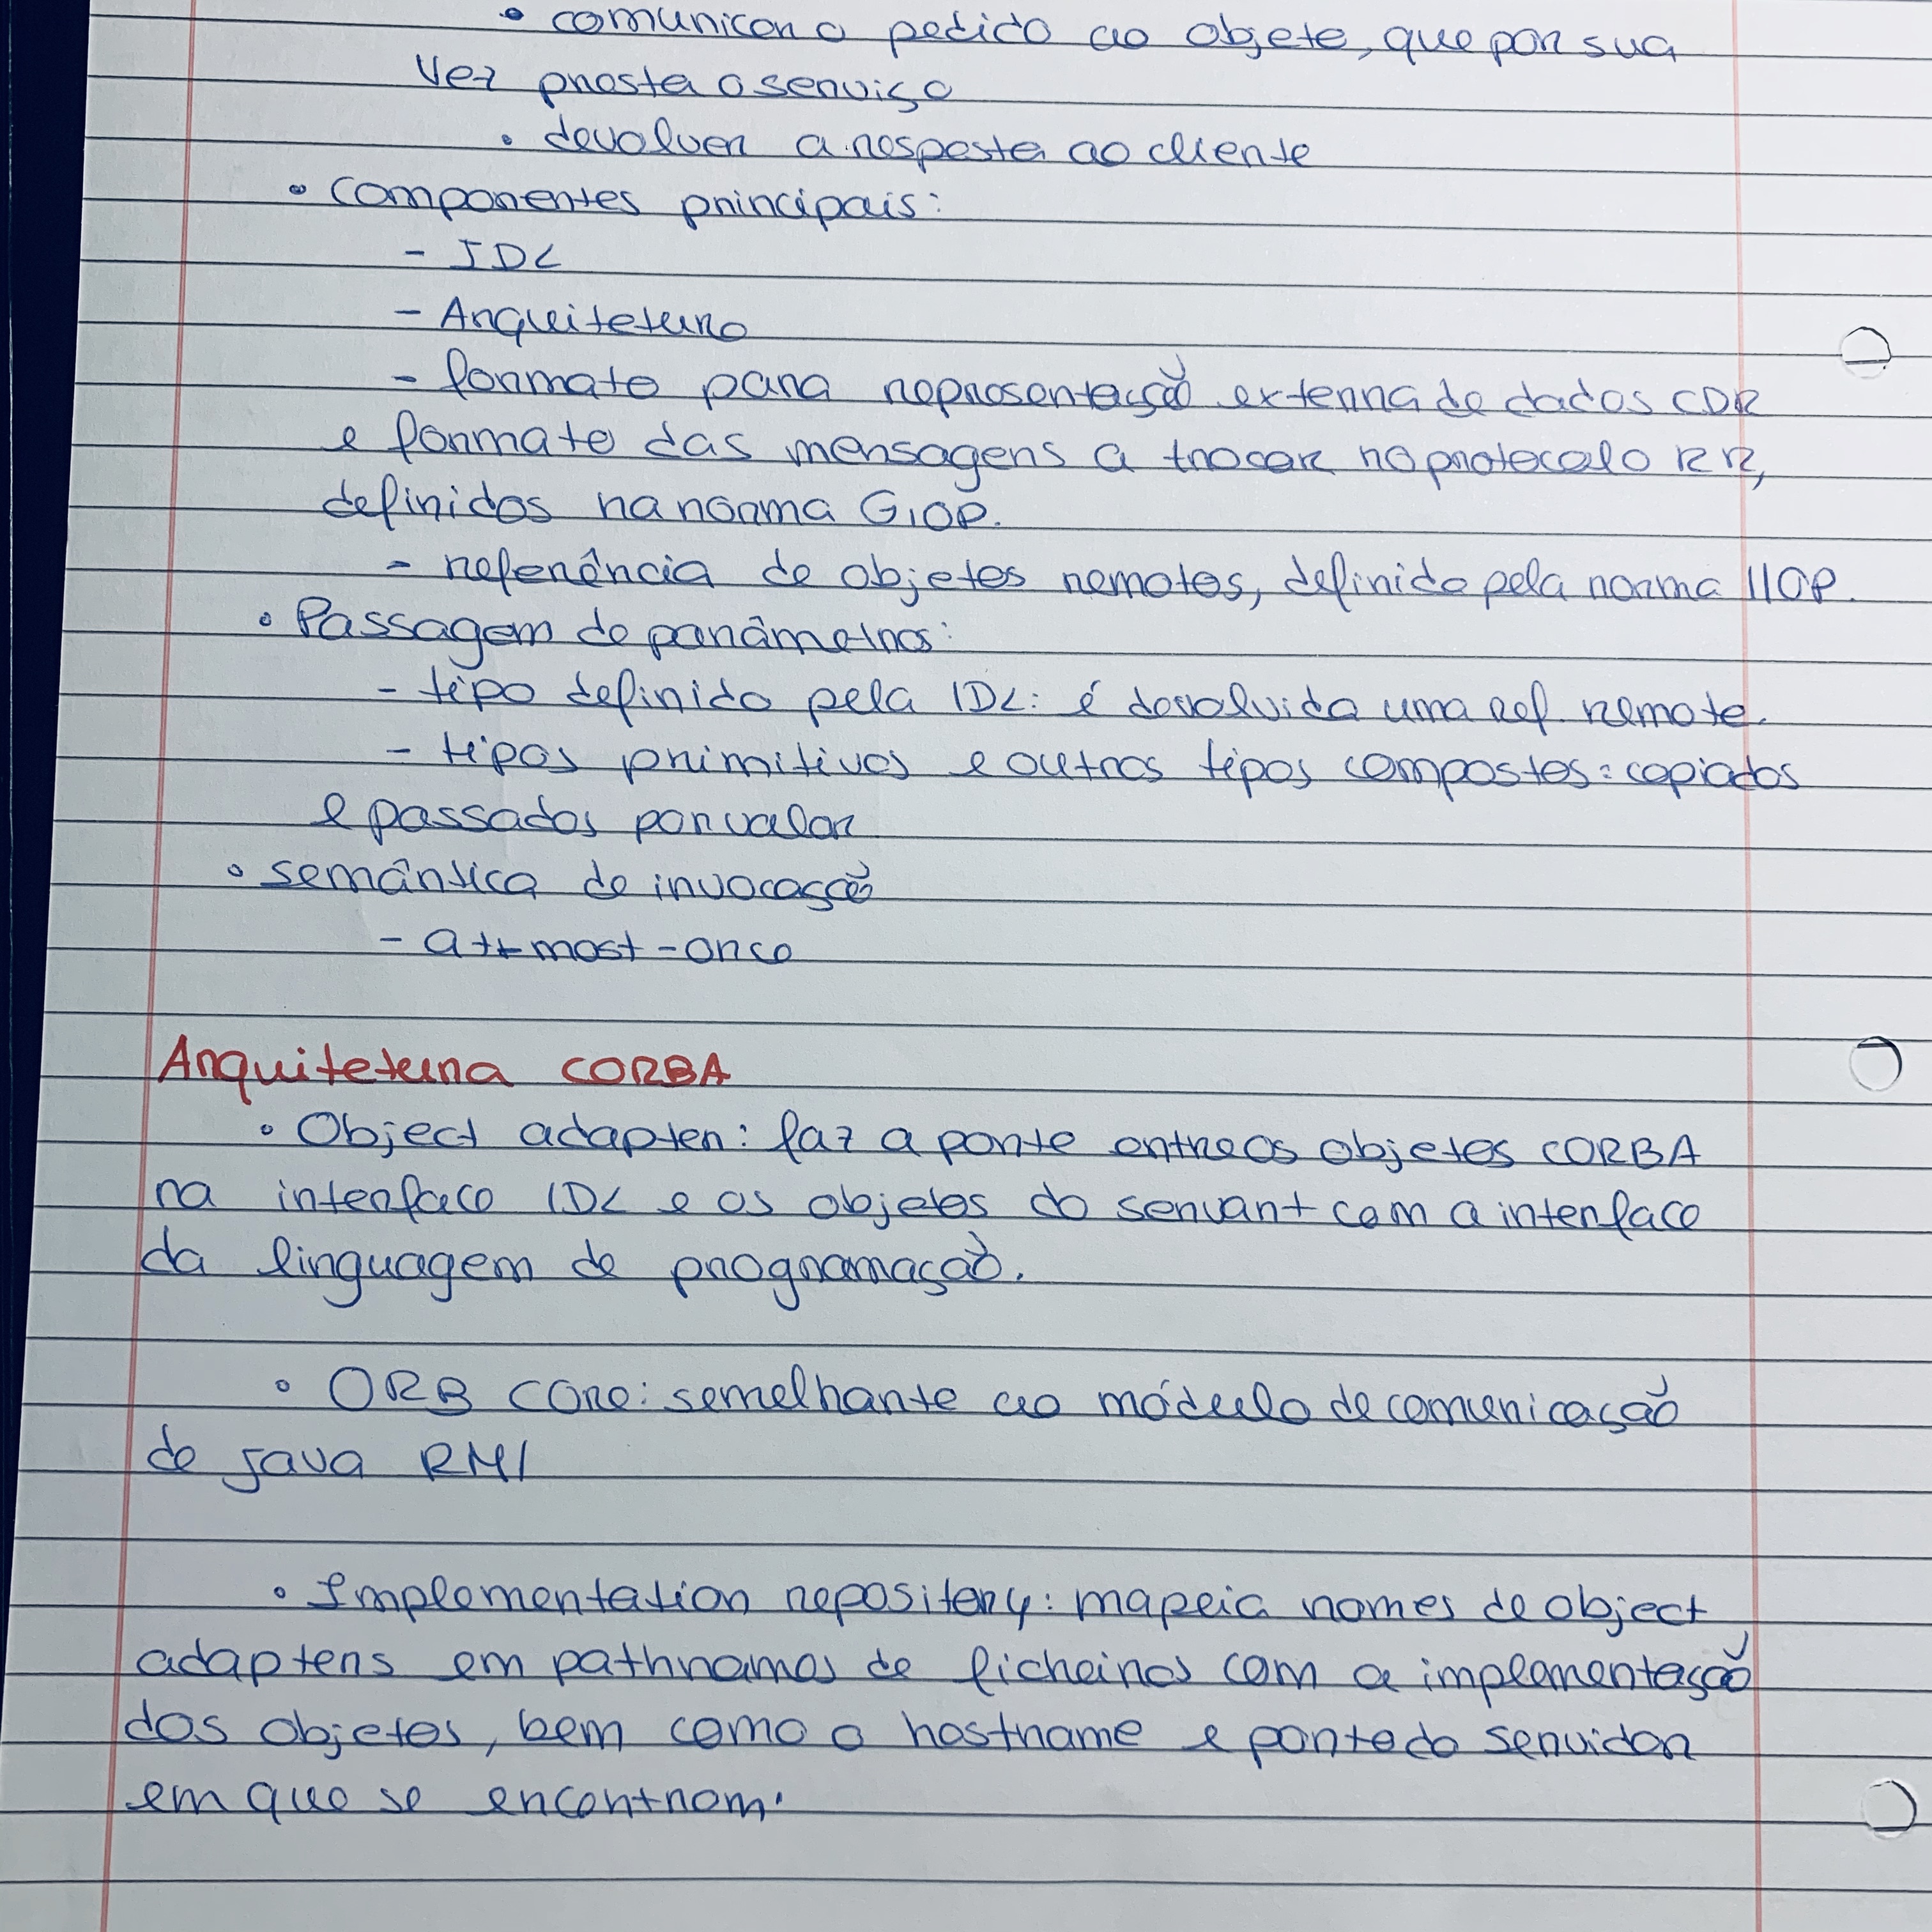 • comunicar o pedido ao objeto, que por sua
vez presta o serviço
• devolver a resposta ao cliente
• componentes principais:
- IDL
- Arquitetura
- formato para representação externa de dados CDR
e formato das mensagens a trocar no protocolo RR,
definidos na norma GIOP.
- referência de objetos remotos, definido pela norma IIOP.
• Passagem de parâmetros:
- tipo definido pela IDL: é devolvida uma ref. remota.
- tipos primitivos e outros tipos compostos: copiados
e passados por valor
• semântica de invocação
- at-most-once
Arquitetura CORBA
• Object adapter: faz a ponte entre os objetos CORBA
na interface IDL e os objetos do servant com a interface
da linguagem de programação.
• ORB core: semelhante ao módulo de comunicação
de java RMI
• Implementation repository: mapeia nomes de object
adapters em pathnames de ficheiros com a implementação
dos objetos, bem como o hostname e porto do servidor
em que se encontram.